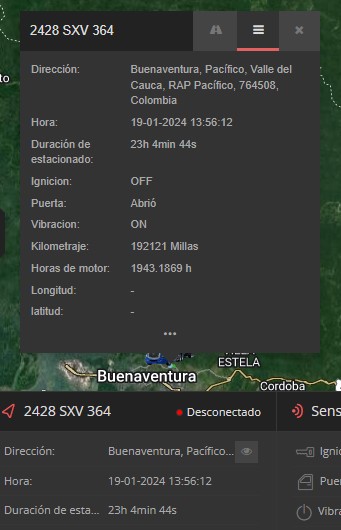 2428 SXV 364
Dirección: Buenaventura, Pacífico, Valle del
Cauca, RAP Pacífico, 764508,
Colombia
Hora: 19-01-2024 13:56:12
Duración de 23h 4min 44s
estacionado:
Ignicion: OFF
Puerta: Abrió
Vibracion: ON
Kilometraje: 192121 Millas
Horas de motor: 1943.1869 h
Longitud: -
latitud: -
...
to
ESTELA
Buenaventura
Cordoba
2428 SXV 364 Desconectado Sens
Dirección: Buenaventura, Pacífico... Ignic
Hora: 19-01-2024 13:56:12 Puer
Duración de esta... 23h 4min 44s Vibra